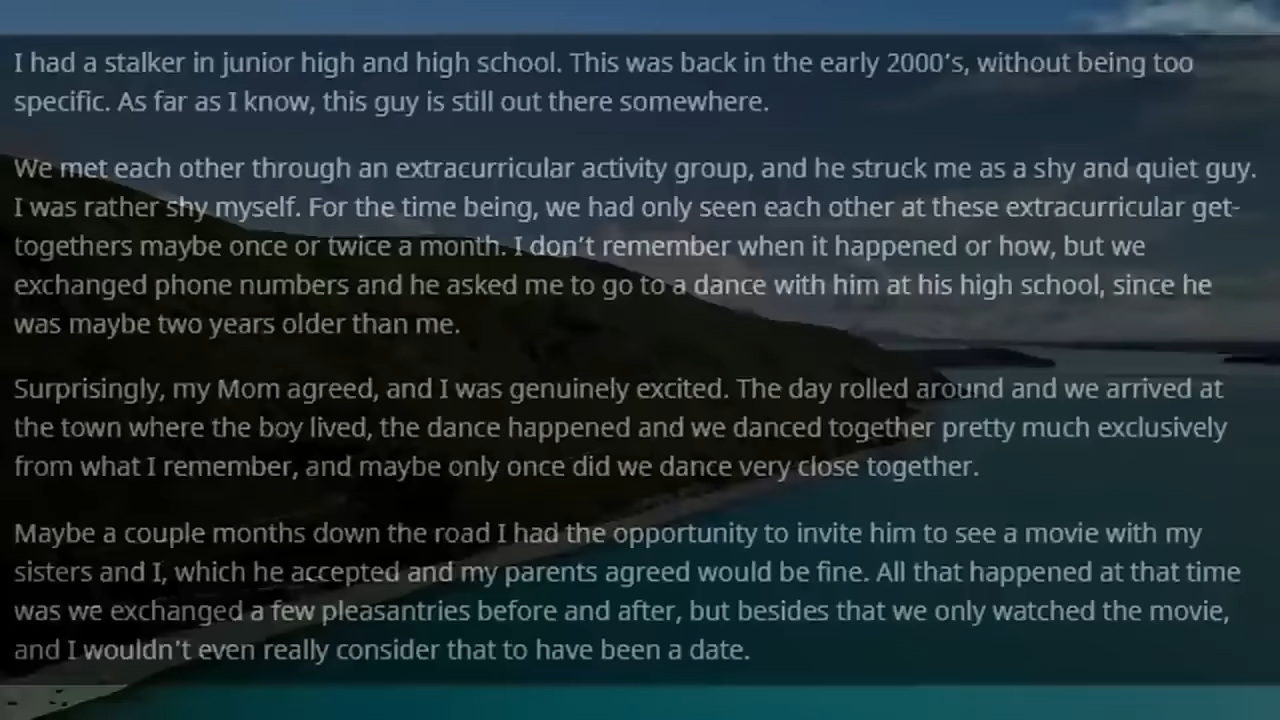 I had a stalker in junior high and high school. This was back in the early 2000’s, without being too
specific. As far as I know, this guy is still out there somewhere.
We met each other through an extracurricular activity group, and he struck me as a shy and quiet guy.
I was rather shy myself. For the time being, we had only seen each other at these extracurricular get-
togethers maybe once or twice a month. I don’t remember when it happened or how, but we
exchanged phone numbers and he asked me to go to a dance with him at his high school, since he
was maybe two years older than me.
Surprisingly, my Mom agreed, and I was genuinely excited. The day rolled around and we arrived at
the town where the boy lived, the dance happened and we danced together pretty much exclusively
from what I remember, and maybe only once did we dance very close together.
Maybe a couple months down the road I had the opportunity to invite him to see a movie with my
sisters and I, which he accepted and my parents agreed would be fine. All that happened at that time
was we exchanged a few pleasantries before and after, but besides that we only watched the movie,
and I wouldn’t even really consider that to have been a date.